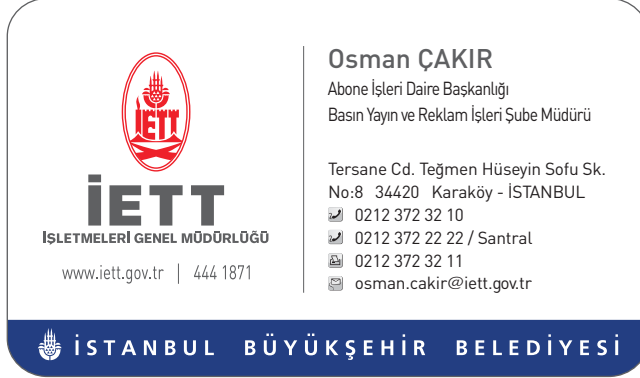 İETT
İETT
İŞLETMELERİ GENEL MÜDÜRLÜĞÜ
www.iett.gov.tr | 444 1871
Osman ÇAKIR
Abone İşleri Daire Başkanlığı
Basın Yayın ve Reklam İşleri Şube Müdürü
Tersane Cd. Teğmen Hüseyin Sofu Sk.
No:8 34420 Karaköy - İSTANBUL
0212 372 32 10
0212 372 22 22 / Santral
0212 372 32 11
osman.cakir@iett.gov.tr
İSTANBUL BÜYÜKŞEHİR BELEDİYESİ